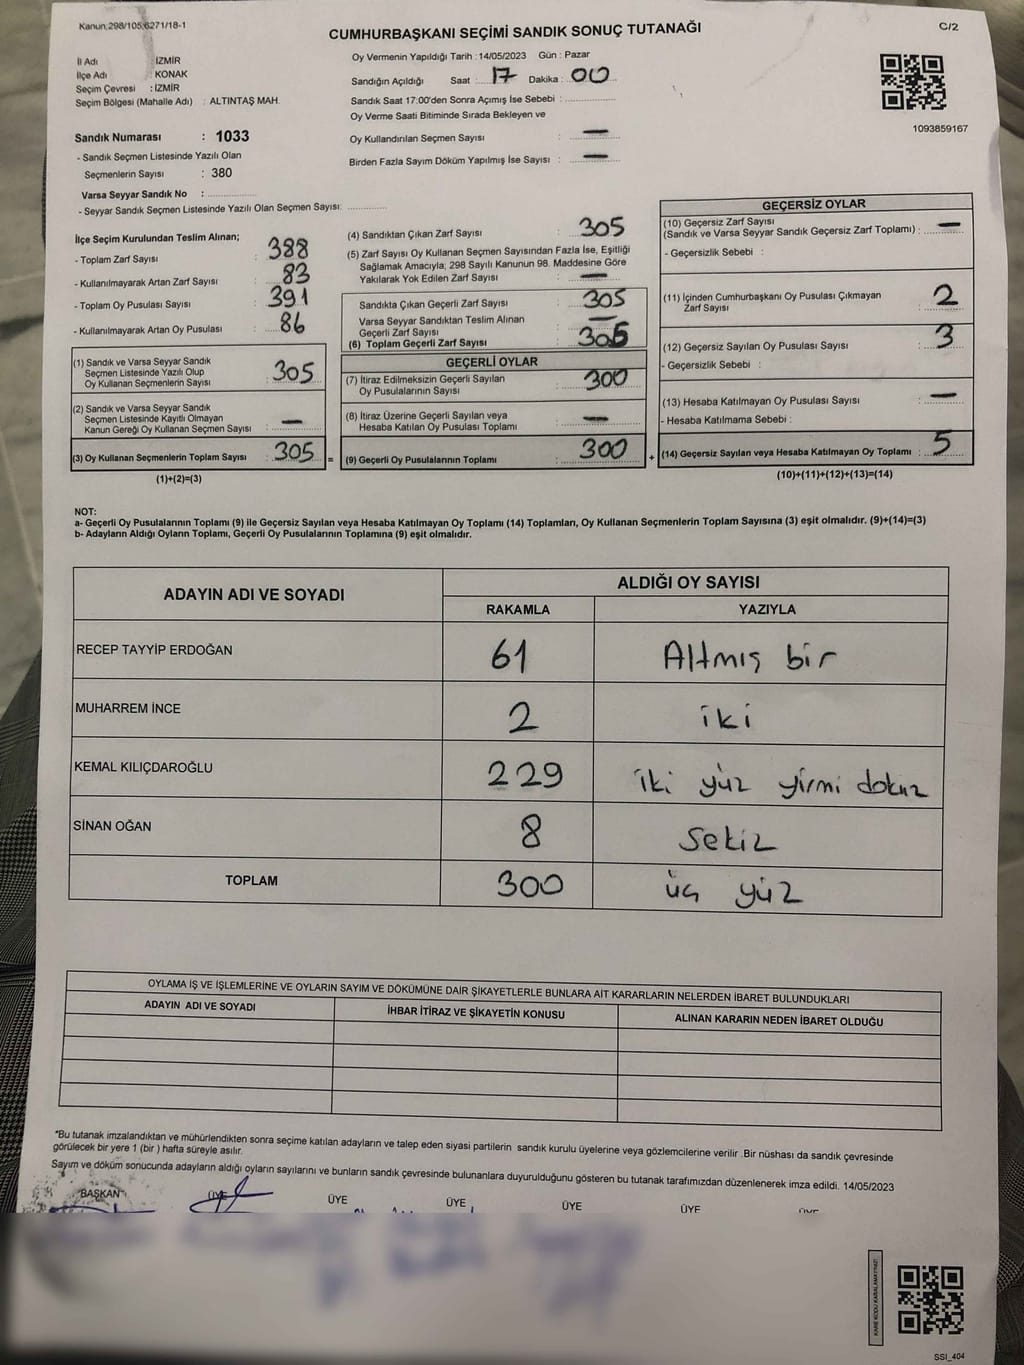 Kanun:298/105,6271/18-1
C/2
CUMHURBAŞKANI SEÇİMİ SANDIK SONUÇ TUTANAĞI
İl Adı : İZMİR
İlçe Adı : KONAK
Seçim Çevresi : İZMİR
Seçim Bölgesi (Mahalle Adı) : ALTINTAŞ MAH.
Sandık Numarası : 1033
- Sandık Seçmen Listesinde Yazılı Olan
Seçmenlerin Sayısı : 380
Varsa Seyyar Sandık No :
- Seyyar Sandık Seçmen Listesinde Yazılı Olan Seçmen Sayısı:
Oy Vermenin Yapıldığı Tarih : 14/05/2023 Gün : Pazar
Sandığın Açıldığı Saat : 17 Dakika : 00
Sandık Saat 17:00'den Sonra Açımış İse Sebebi :
Oy Verme Saati Bitiminde Sırada Bekleyen ve
Oy Kullandırılan Seçmen Sayısı : —
Birden Fazla Sayım Döküm Yapılmış İse Sayısı : —
1093859167
İlçe Seçim Kurulundan Teslim Alınan;
- Toplam Zarf Sayısı : 388
- Kullanılmayarak Artan Zarf Sayısı : 83
- Toplam Oy Pusulası Sayısı : 391
- Kullanılmayarak Artan Oy Pusulası : 86
(1) Sandık ve Varsa Seyyar Sandık
Seçmen Listesinde Yazılı Olup
Oy Kullanan Seçmenlerin Sayısı : 305
(2) Sandık ve Varsa Seyyar Sandık
Seçmen Listesinde Kayıtlı Olmayan
Kanun Gereği Oy Kullanan Seçmen Sayısı : —
(3) Oy Kullanan Seçmenlerin Toplam Sayısı : 305 =
(1)+(2)=(3)
(4) Sandıktan Çıkan Zarf Sayısı : 305
(5) Zarf Sayısı Oy Kullanan Seçmen Sayısından Fazla İse, Eşitliği
Sağlamak Amacıyla; 298 Sayılı Kanunun 98. Maddesine Göre
Yakılarak Yok Edilen Zarf Sayısı : —
Sandıkta Çıkan Geçerli Zarf Sayısı : 305
Varsa Seyyar Sandıktan Teslim Alınan
Geçerli Zarf Sayısı : —
(6) Toplam Geçerli Zarf Sayısı : 305
GEÇERLİ OYLAR
(7) İtiraz Edilmeksizin Geçerli Sayılan
Oy Pusulalarının Sayısı : 300
(8) İtiraz Üzerine Geçerli Sayılan veya
Hesaba Katılan Oy Pusulası Toplamı : —
(9) Geçerli Oy Pusulalarının Toplamı : 300 +
GEÇERSİZ OYLAR
(10) Geçersiz Zarf Sayısı
(Sandık ve Varsa Seyyar Sandık Geçersiz Zarf Toplamı) : —
- Geçersizlik Sebebi :
(11) İçinden Cumhurbaşkanı Oy Pusulası Çıkmayan
Zarf Sayısı : 2
(12) Geçersiz Sayılan Oy Pusulası Sayısı : 3
- Geçersizlik Sebebi :
(13) Hesaba Katılmayan Oy Pusulası Sayısı : —
- Hesaba Katılmama Sebebi :
(14) Geçersiz Sayılan veya Hesaba Katılmayan Oy Toplamı : 5
(10)+(11)+(12)+(13)=(14)
NOT:
a- Geçerli Oy Pusulalarının Toplamı (9) ile Geçersiz Sayılan veya Hesaba Katılmayan Oy Toplamı (14) Toplamları, Oy Kullanan Seçmenlerin Toplam Sayısına (3) eşit olmalıdır. (9)+(14)=(3)
b- Adayların Aldığı Oyların Toplamı, Geçerli Oy Pusulalarının Toplamına (9) eşit olmalıdır.
ADAYIN ADI VE SOYADI ALDIĞI OY SAYISI
RAKAMLA YAZIYLA
RECEP TAYYİP ERDOĞAN 61 Altmış bir
MUHARREM İNCE 2 iki
KEMAL KILIÇDAROĞLU 229 iki yüz yirmi dokuz
SİNAN OĞAN 8 Sekiz
TOPLAM 300 üç yüz
OYLAMA İŞ VE İŞLEMLERİNE VE OYLARIN SAYIM VE DÖKÜMÜNE DAİR ŞİKAYETLERLE BUNLARA AİT KARARLARIN NELERDEN İBARET BULUNDUKLARI
ADAYIN ADI VE SOYADI İHBAR İTİRAZ VE ŞİKAYETİN KONUSU ALINAN KARARIN NEDEN İBARET OLDUĞU
*Bu tutanak imzalandıktan ve mühürlendikten sonra seçime katılan adayların ve talep eden siyasi partilerin sandık kurulu üyelerine veya gözlemcilerine verilir .Bir nüshası da sandık çevresinde
görülecek bir yere 1 (bir ) hafta süreyle asılır.
Sayım ve döküm sonucunda adayların aldığı oyların sayılarını ve bunların sandık çevresinde bulunanlara duyurulduğunu gösteren bu tutanak tarafımızdan düzenlenerek imza edildi. 14/05/2023
BAŞKAN ÜYE ÜYE ÜYE ÜYE ÜYE ÜYE
KARE KODU KARALAMAYINIZ!
SSI_404